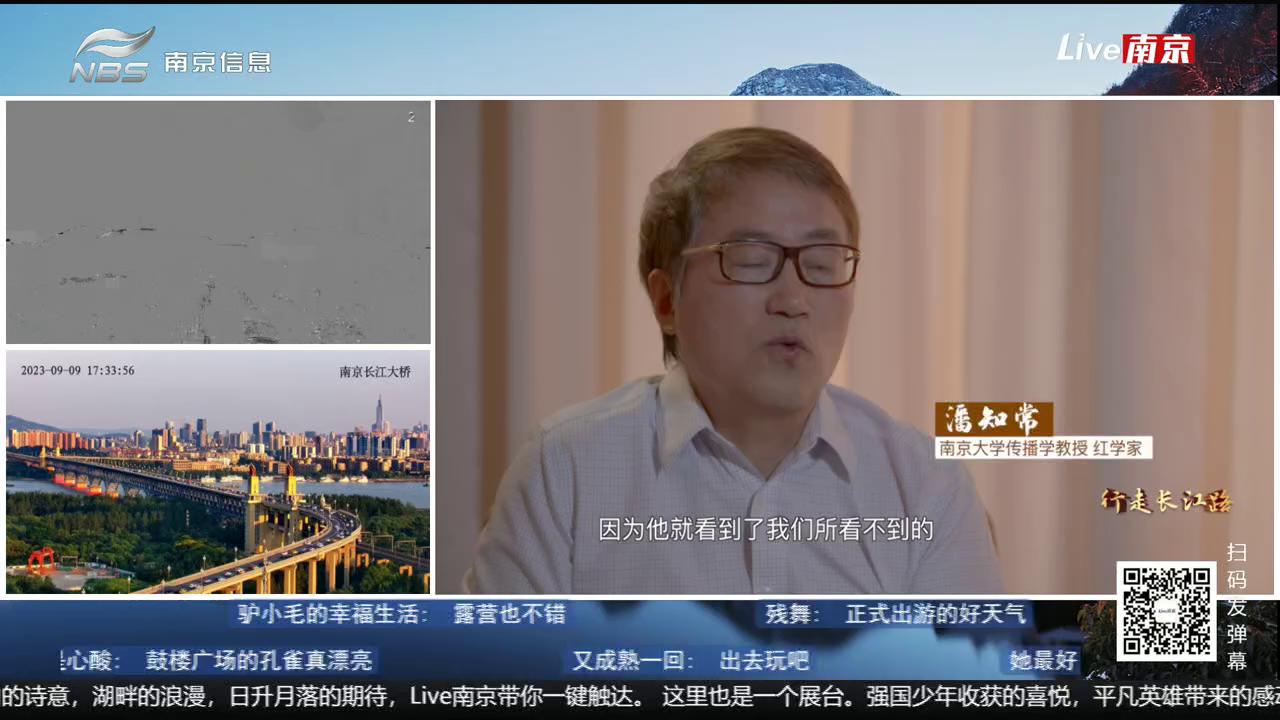 NBS 南京信息
Live南京
2
2023-09-09 17:33:56
南京长江大桥
潘知常
南京大学传播学教授 红学家
行走长江路
因为他就看到了我们所看不到的
扫码发弹幕
驴小毛的幸福生活： 露营也不错
残舞： 正式出游的好天气
心酸： 鼓楼广场的孔雀真漂亮
又成熟一回： 出去玩吧
她最好
的诗意，湖畔的浪漫，日升月落的期待，Live南京带你一键触达。 这里也是一个展台。强国少年收获的喜悦，平凡英雄带来的感动